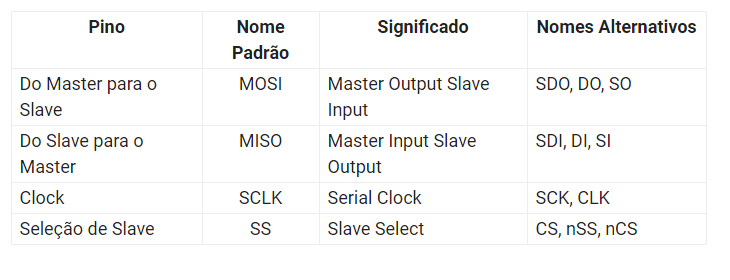 Pino Nome Padrão Significado Nomes Alternativos
Do Master para o Slave MOSI Master Output Slave Input SDO, DO, SO
Do Slave para o Master MISO Master Input Slave Output SDI, DI, SI
Clock SCLK Serial Clock SCK, CLK
Seleção de Slave SS Slave Select CS, nSS, nCS